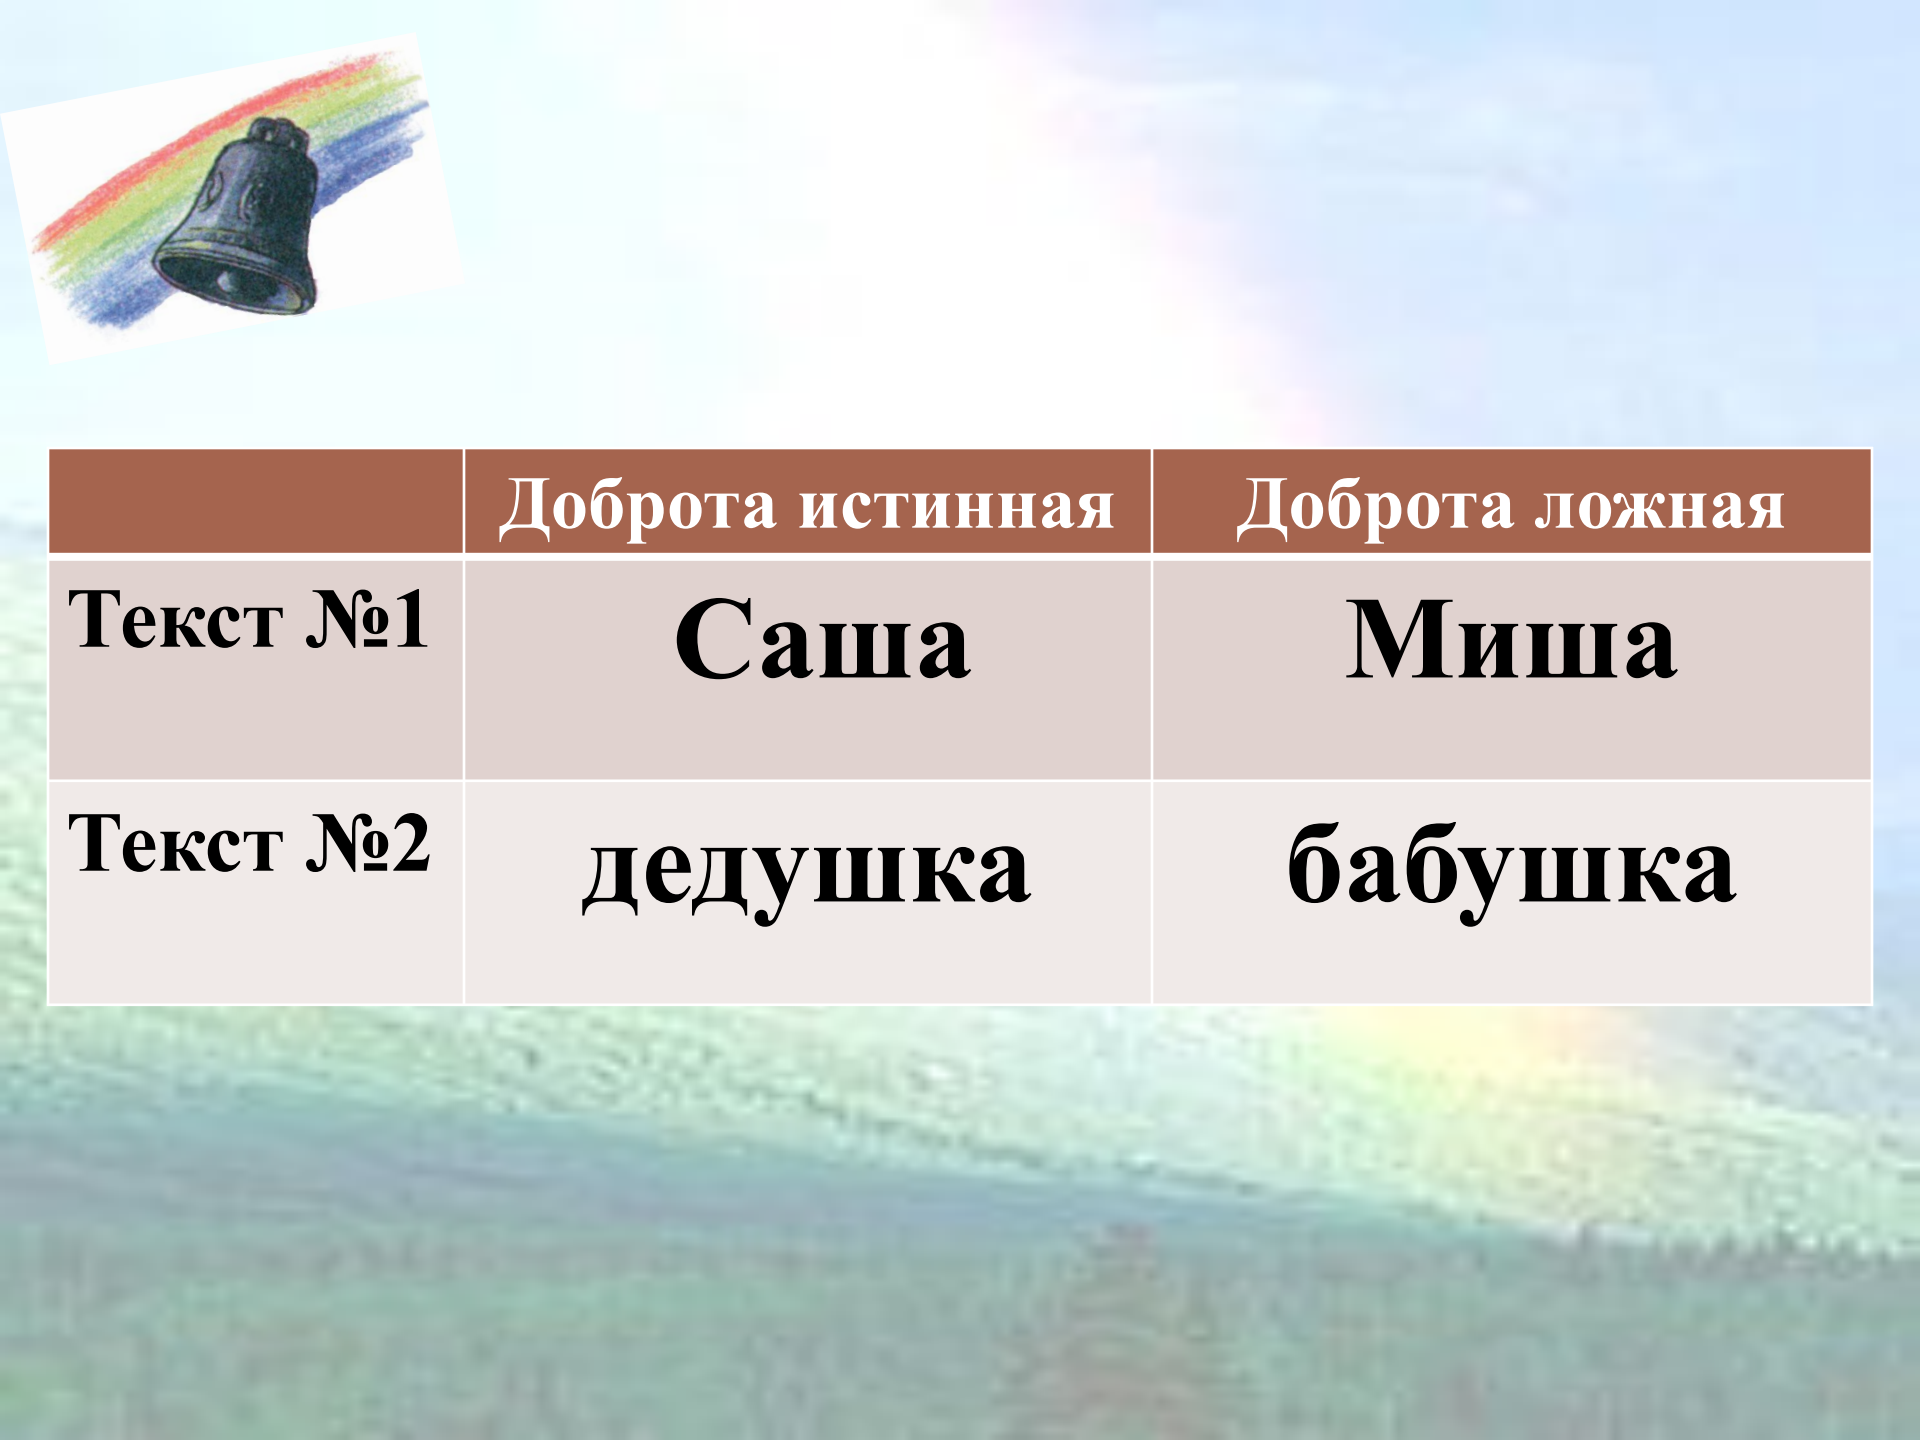 Доброта истинная Доброта ложная
Текст №1 Саша Миша
Текст №2 дедушка бабушка